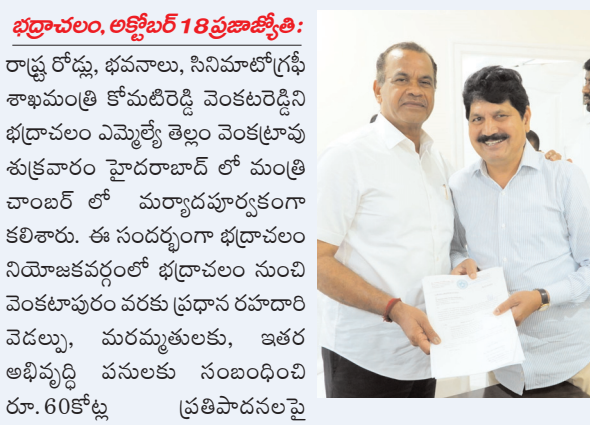 భద్రాచలం, అక్టోబర్ 18 ప్రజాజ్యోతి :
రాష్ట్ర రోడ్లు, భవనాలు, సినిమాటోగ్రఫీ
శాఖమంత్రి కోమటిరెడ్డి వెంకటరెడ్డిని
భద్రాచలం ఎమ్మెల్యే తెల్లం వెంకట్రావు
శుక్రవారం హైదరాబాద్ లో మంత్రి
చాంబర్ లో మర్యాదపూర్వకంగా
కలిశారు. ఈ సందర్భంగా భద్రాచలం
నియోజకవర్గంలో భద్రాచలం నుంచి
వెంకటాపురం వరకు ప్రధాన రహదారి
వెడల్పు, మరమ్మతులకు, ఇతర
అభివృద్ధి పనులకు సంబంధించి
రూ. 60కోట్ల ప్రతిపాదనలపై